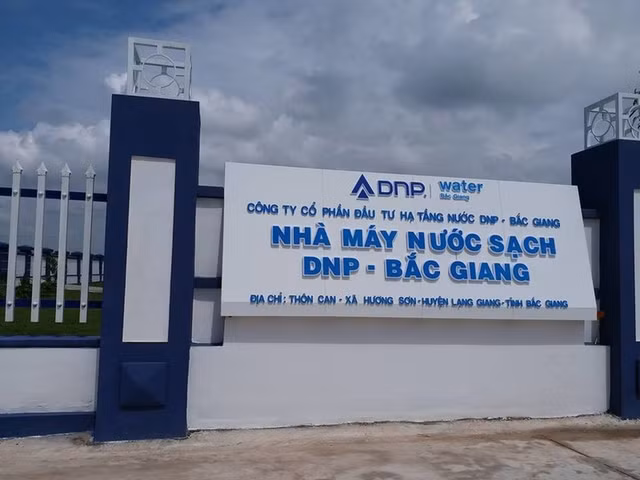 DNP. water
Bắc Giang
CÔNG TY CỔ PHẦN ĐẦU TƯ HẠ TẦNG NƯỚC DNP - BẮC GIANG
NHÀ MÁY NƯỚC SẠCH
DNP - BẮC GIANG
ĐỊA CHỈ: THÔN CẠN - XÃ HƯƠNG SƠN - HUYỆN LẠNG GIANG - TỈNH BẮC GIANG